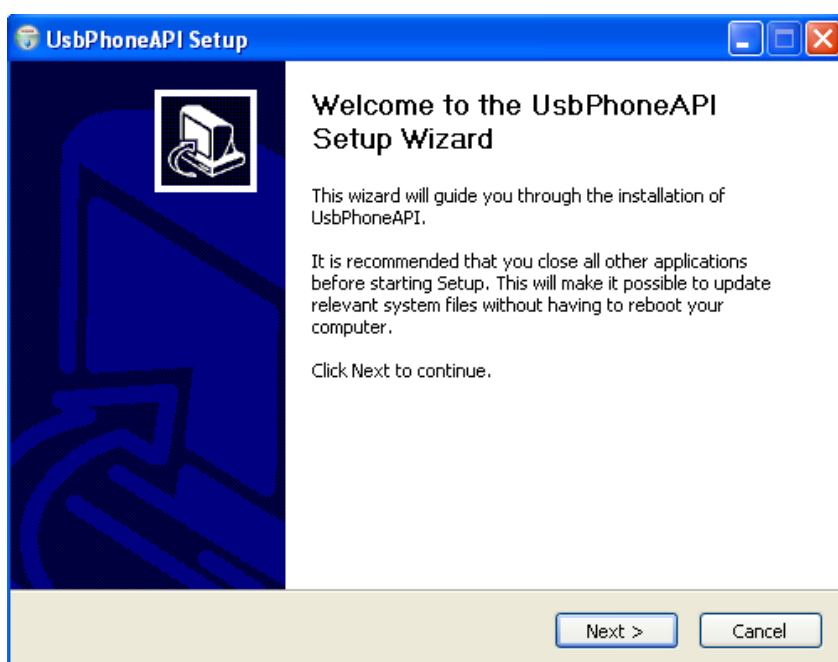 UsbPhoneAPI Setup
Welcome to the UsbPhoneAPI
Setup Wizard
This wizard will guide you through the installation of
UsbPhoneAPI.
It is recommended that you close all other applications
before starting Setup. This will make it possible to update
relevant system files without having to reboot your
computer.
Click Next to continue.
Next >
Cancel